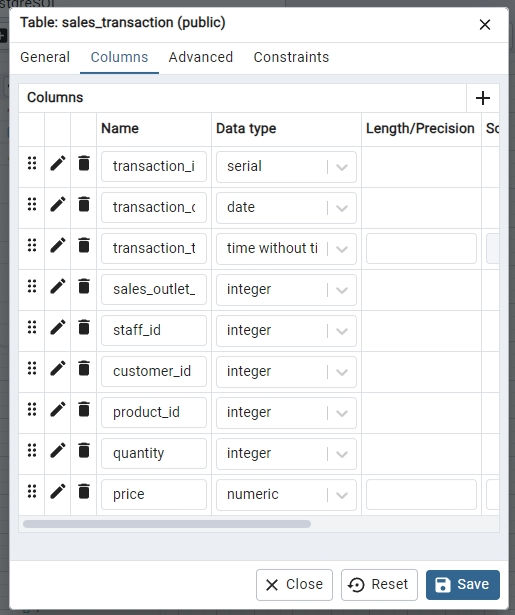 Table: sales_transaction (public)
General Columns Advanced Constraints
Columns
Name Data type Length/Precision Sc
transaction_i serial
transaction_c date
transaction_t time without ti
sales_outlet_ integer
staff_id integer
customer_id integer
product_id integer
quantity integer
price numeric
Close Reset Save